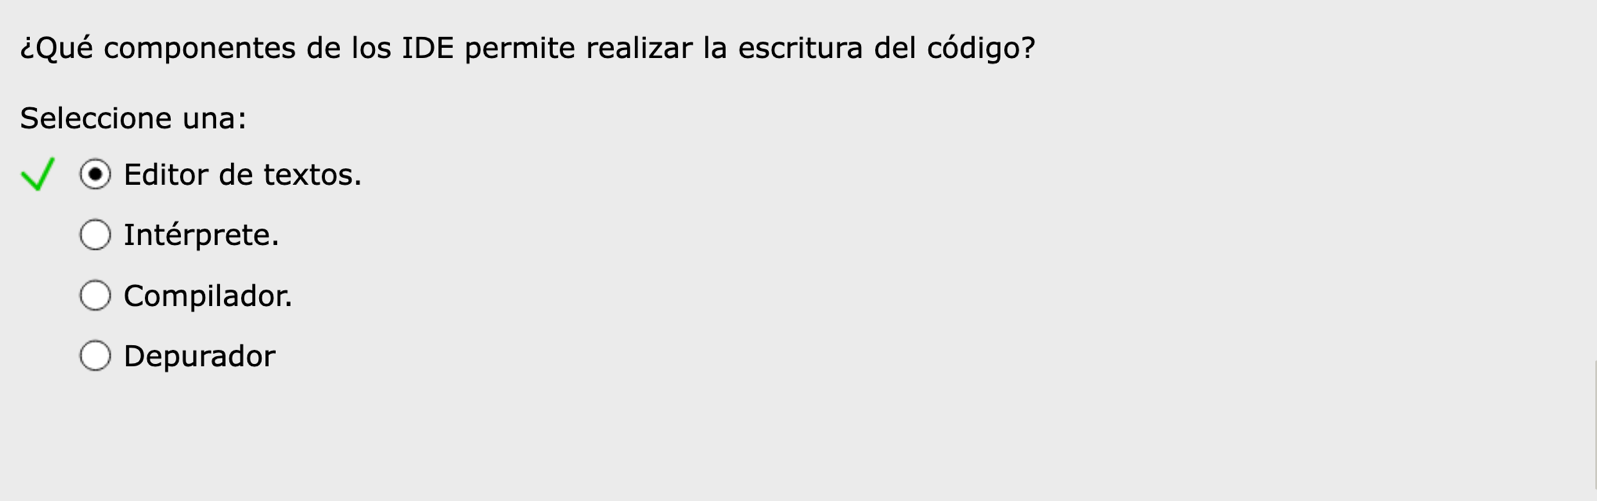 ¿Qué componentes de los IDE permite realizar la escritura del código?
Seleccione una:
Editor de textos.
Intérprete.
Compilador.
Depurador